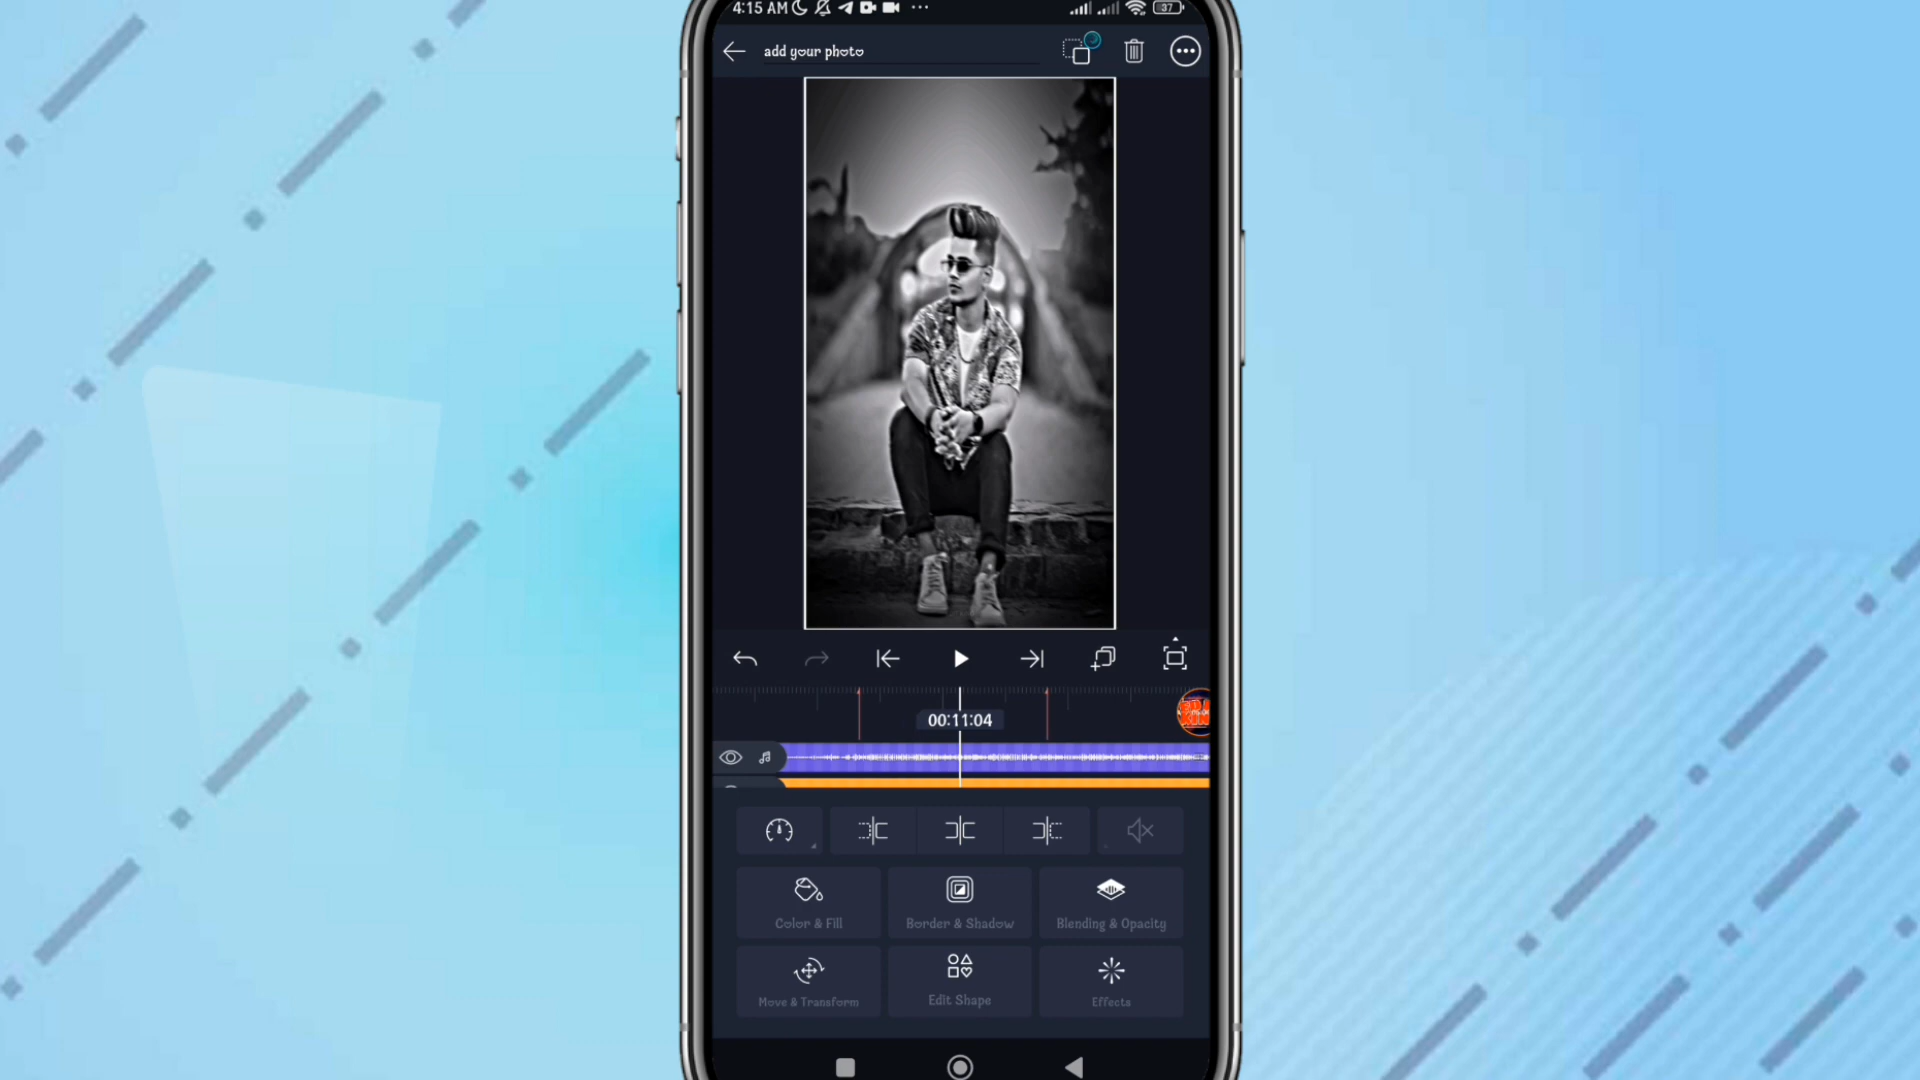 4:15 AM
37
add your photo
00:11:04
Color & Fill
Border & Shadow
Blending & Opacity
Move & Transform
Edit Shape
Effects